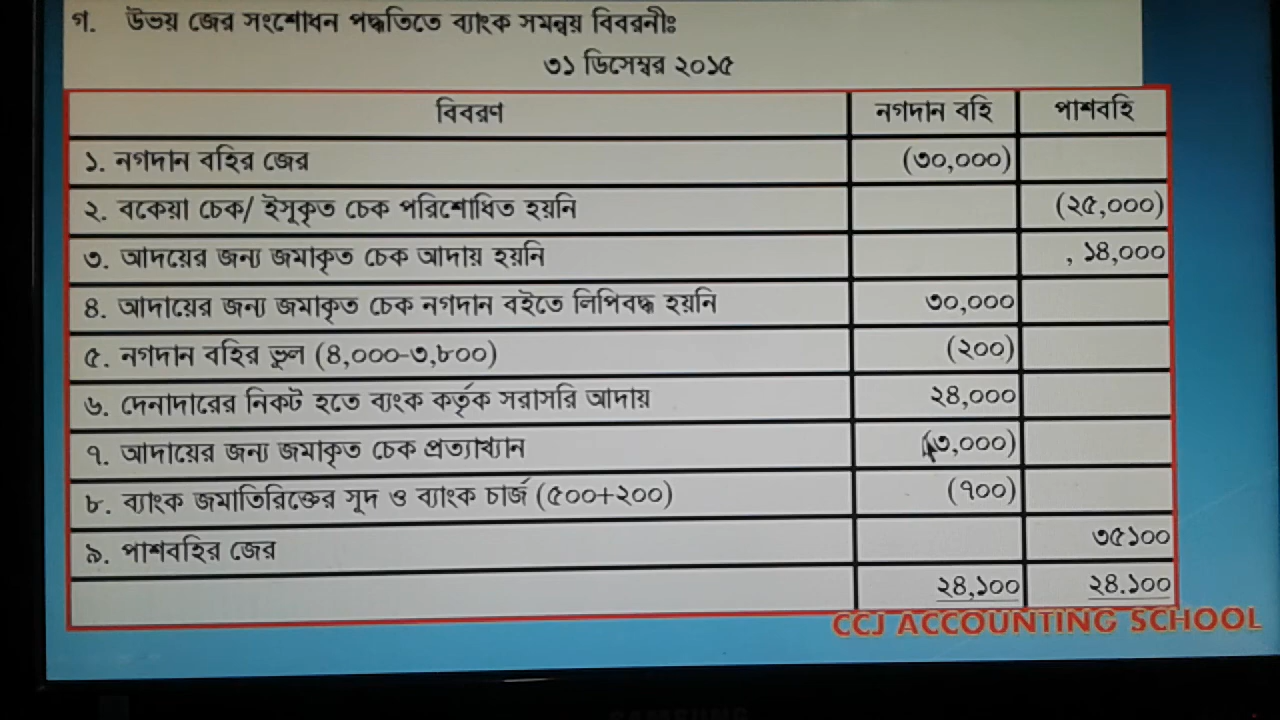 গ. উভয় জের সংশোধন পদ্ধতিতে ব্যাংক সমন্বয় বিবরনীঃ
৩১ ডিসেম্বর ২০১৫
বিবরণ নগদান বহি পাশবহি
১. নগদান বহির জের (৩০,০০০)
২. বকেয়া চেক/ ইসূকৃত চেক পরিশোধিত হয়নি (২৫,০০০)
৩. আদয়ের জন্য জমাকৃত চেক আদায় হয়নি , ১৪,০০০
৪. আদায়ের জন্য জমাকৃত চেক নগদান বইতে লিপিবদ্ধ হয়নি ৩০,০০০
৫. নগদান বহির ভুল (৪,০০০-৩,৮০০) (২০০)
৬. দেনাদারের নিকট হতে ব্যংক কর্তৃক সরাসরি আদায় ২৪,০০০
৭. আদায়ের জন্য জমাকৃত চেক প্রত্যাখ্যান (৩,০০০)
৮. ব্যাংক জমাতিরিক্তের সূদ ও ব্যাংক চার্জ (৫০০+২০০) (৭০০)
৯. পাশবহির জের ৩৫১০০
২৪,১০০ ২৪.১০০
CCJ ACCOUNTING SCHOOL